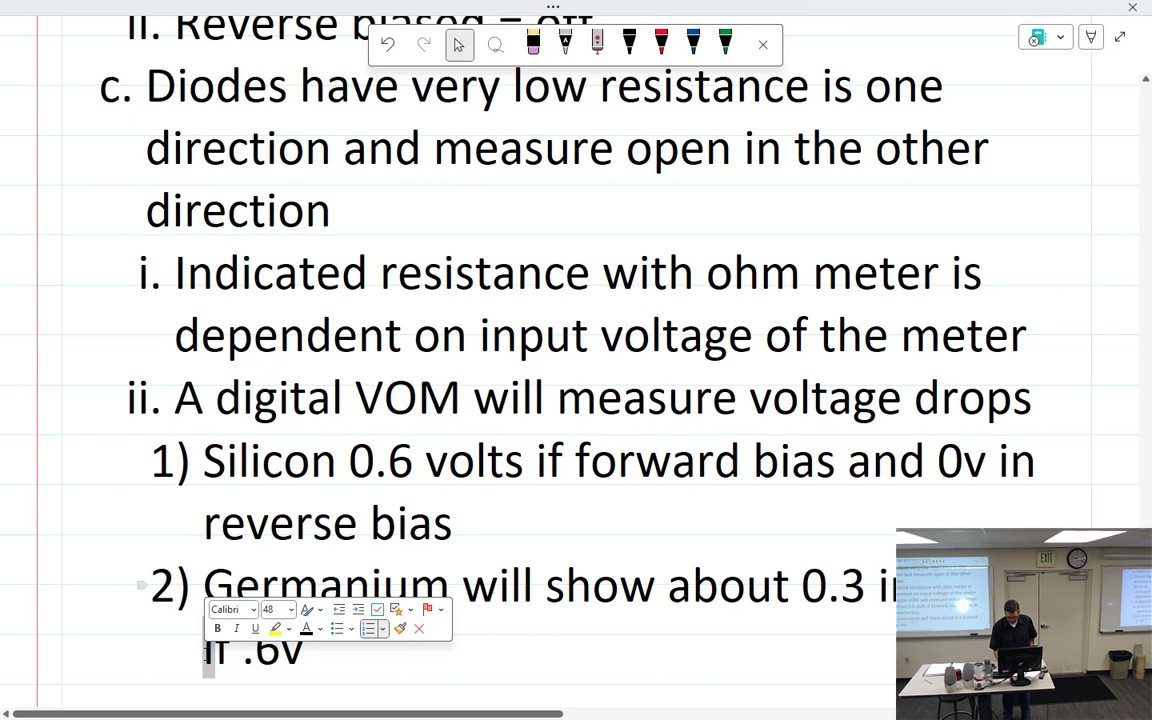 ii. Reverse biased = off
c. Diodes have very low resistance is one
direction and measure open in the other
direction
i. Indicated resistance with ohm meter is
dependent on input voltage of the meter
ii. A digital VOM will measure voltage drops
1) Silicon 0.6 volts if forward bias and 0v in
reverse bias
2) Germanium will show about 0.3
Calibri 48
B I U A
if .6v
EXIT